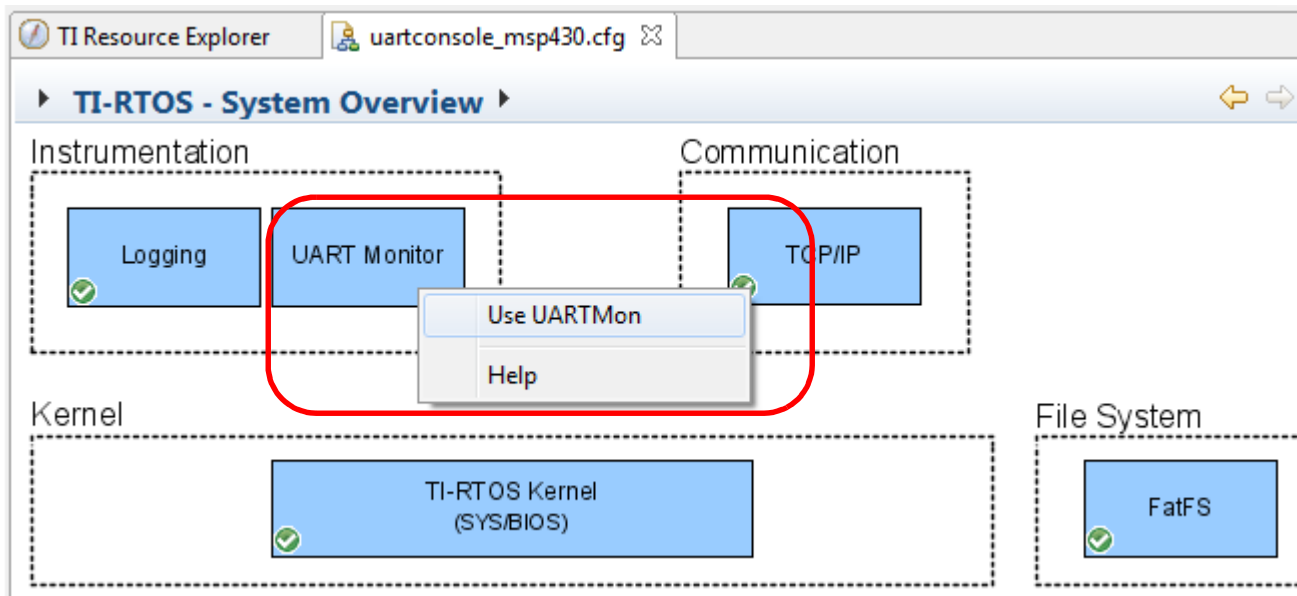 TI Resource Explorer
uartconsole_msp430.cfg
TI-RTOS - System Overview
Instrumentation
Communication
Logging
UART Monitor
TCP/IP
Use UARTMon
Help
Kernel
File System
TI-RTOS Kernel
(SYS/BIOS)
FatFS